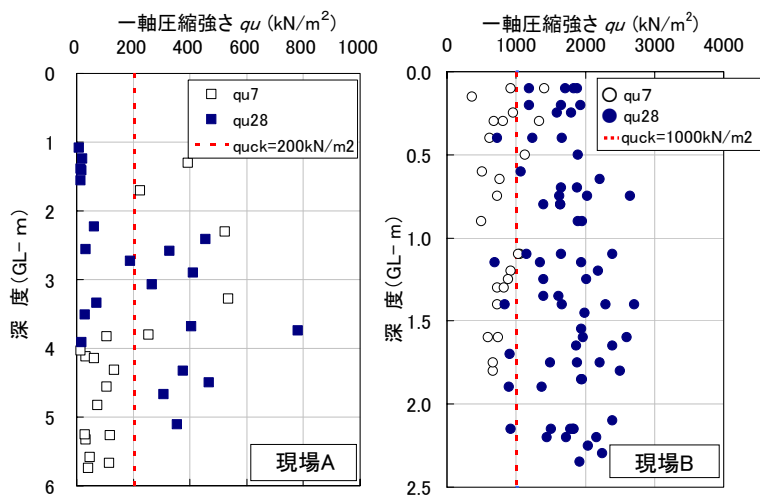 一軸圧縮強さ qu (kN/m²)
0 200 400 600 800 1000
0
1
2
3
4
5
6
深 度(GL− m)
qu7
qu28
quck=200kN/m2
現場A
一軸圧縮強さ qu (kN/m²)
0 1000 2000 3000 4000
0.0
0.5
1.0
1.5
2.0
2.5
深 度(GL− m)
qu7
qu28
quck=1000kN/m2
現場B